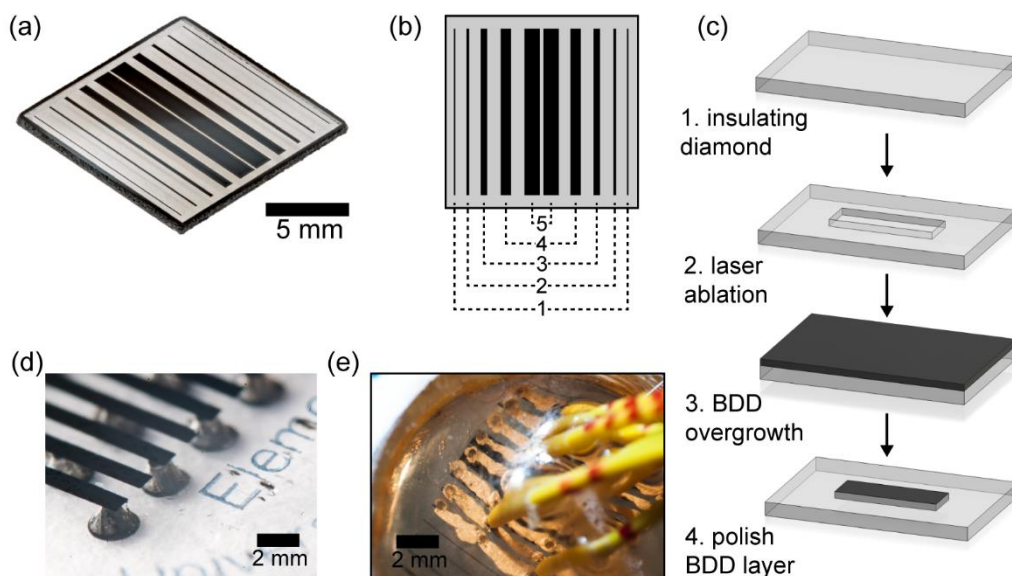 (a)
5 mm
(b)
5
4
3
2
1
(c)
1. insulating
diamond
2. laser
ablation
3. BDD
overgrowth
4. polish
BDD layer
(d)
Eleme
2 mm
(e)
2 mm